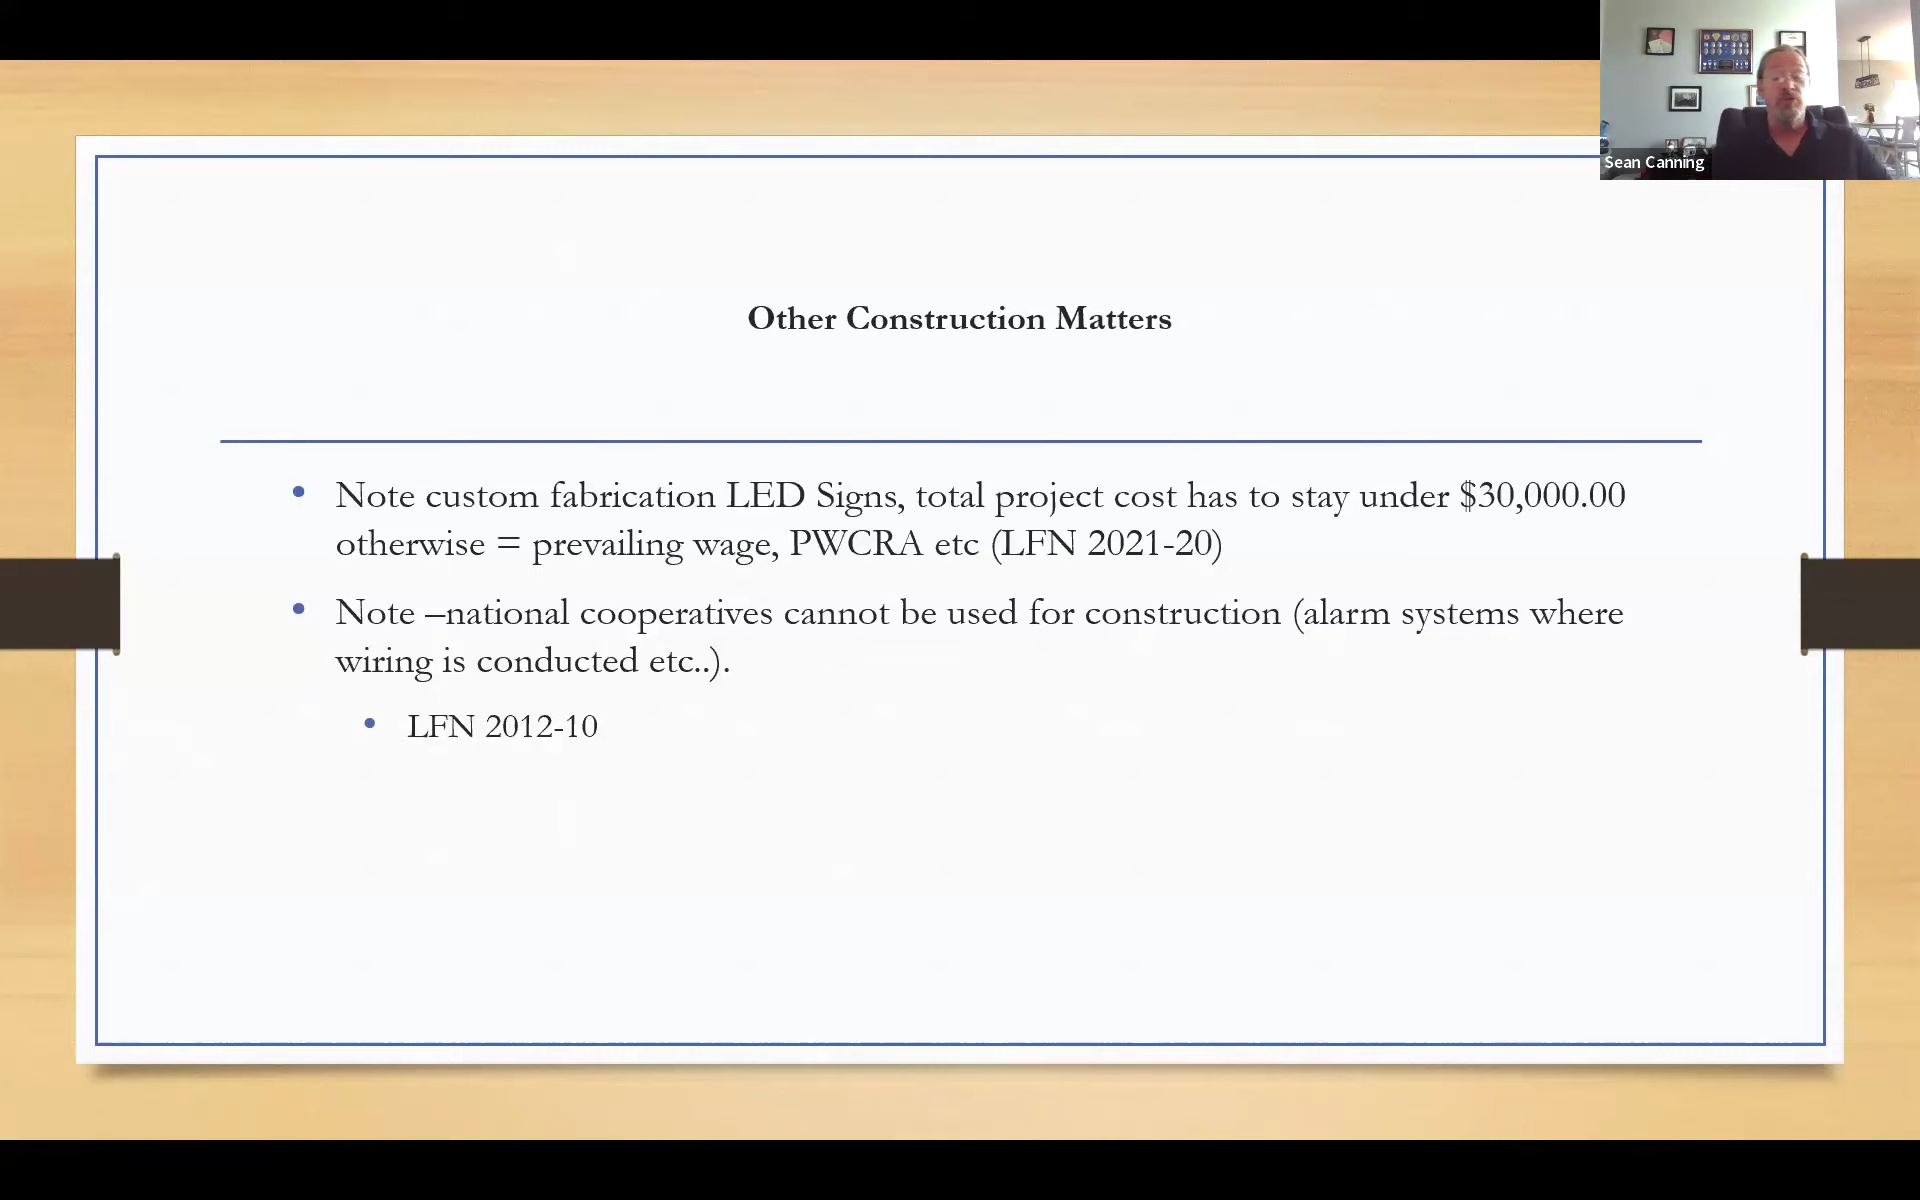 Sean Canning
Other Construction Matters
• Note custom fabrication LED Signs, total project cost has to stay under $30,000.00
otherwise = prevailing wage, PWCRA etc (LFN 2021-20)
• Note –national cooperatives cannot be used for construction (alarm systems where
wiring is conducted etc..).
• LFN 2012-10